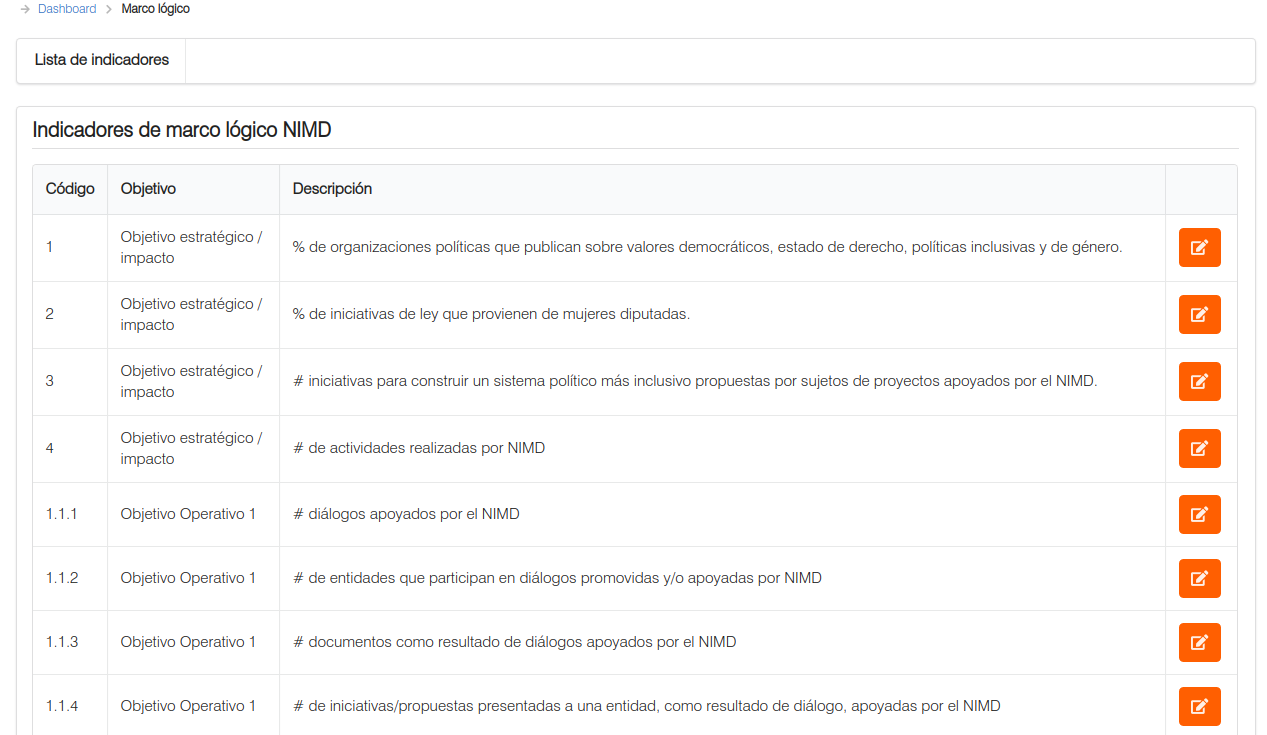 Dashboard > Marco lógico
Lista de indicadores
Indicadores de marco lógico NIMD
Código Objetivo Descripción
1 Objetivo estratégico / impacto % de organizaciones políticas que publican sobre valores democráticos, estado de derecho, políticas inclusivas y de género.
2 Objetivo estratégico / impacto % de iniciativas de ley que provienen de mujeres diputadas.
3 Objetivo estratégico / impacto # iniciativas para construir un sistema político más inclusivo propuestas por sujetos de proyectos apoyados por el NIMD.
4 Objetivo estratégico / impacto # de actividades realizadas por NIMD
1.1.1 Objetivo Operativo 1 # diálogos apoyados por el NIMD
1.1.2 Objetivo Operativo 1 # de entidades que participan en diálogos promovidas y/o apoyadas por NIMD
1.1.3 Objetivo Operativo 1 # documentos como resultado de diálogos apoyados por el NIMD
1.1.4 Objetivo Operativo 1 # de iniciativas/propuestas presentadas a una entidad, como resultado de diálogo, apoyadas por el NIMD